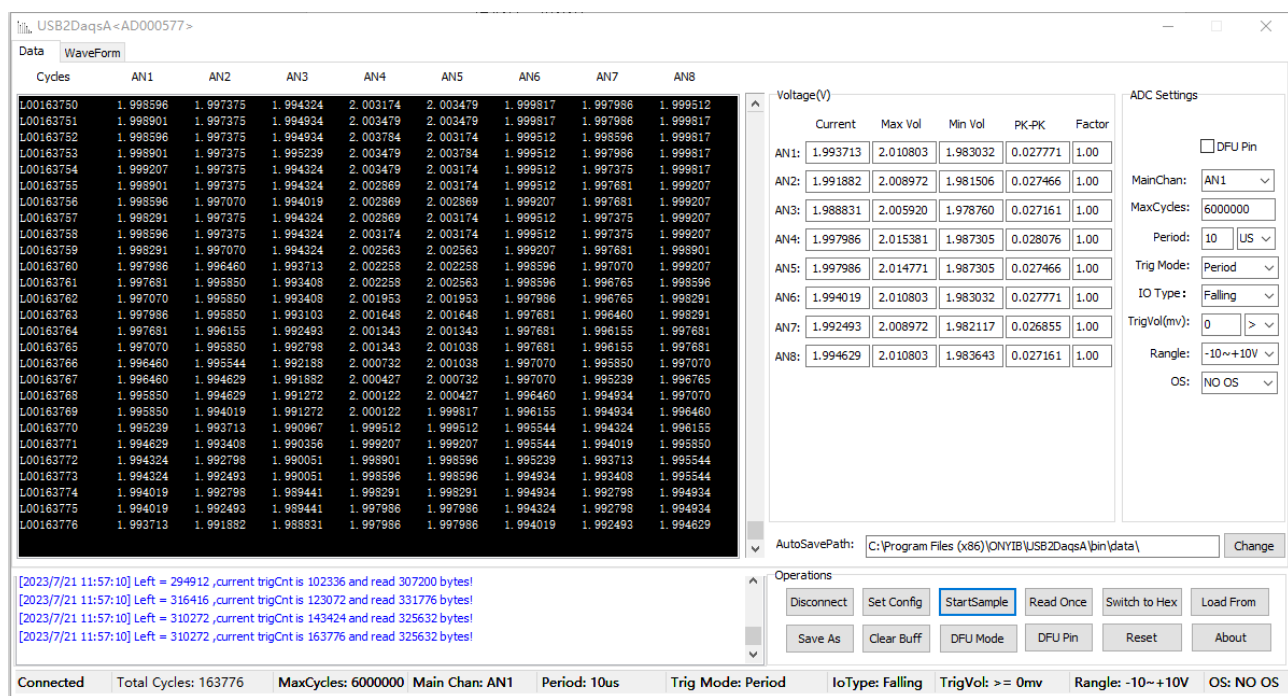 USB2DaqsA<AD000577>
Data WaveForm
Cycles AN1 AN2 AN3 AN4 AN5 AN6 AN7 AN8
L00163750 1.998596 1.997375 1.994324 2.003174 2.003479 1.999817 1.997986 1.999512
L00163751 1.998901 1.997375 1.994934 2.003479 2.003479 1.999817 1.997986 1.999817
L00163752 1.998596 1.997375 1.994934 2.003784 2.003174 1.999512 1.998596 1.999817
L00163753 1.998901 1.997375 1.995239 2.003479 2.003784 1.999512 1.997986 1.999817
L00163754 1.999207 1.997375 1.994324 2.003479 2.003174 1.999512 1.997375 1.999817
L00163755 1.998901 1.997375 1.994324 2.002869 2.003174 1.999512 1.997681 1.999207
L00163756 1.998596 1.997070 1.994019 2.002869 2.002869 1.999207 1.997681 1.999207
L00163757 1.998291 1.997375 1.994324 2.002869 2.003174 1.999512 1.997375 1.999207
L00163758 1.998596 1.997375 1.994324 2.003174 2.003174 1.999512 1.997375 1.999207
L00163759 1.998291 1.997070 1.994324 2.002563 2.002563 1.999207 1.997681 1.998901
L00163760 1.997986 1.996460 1.993713 2.002258 2.002258 1.998596 1.997070 1.999207
L00163761 1.997681 1.995850 1.993408 2.002258 2.002563 1.998596 1.996765 1.998596
L00163762 1.997070 1.995850 1.993408 2.001953 2.001953 1.997986 1.996765 1.998291
L00163763 1.997986 1.995850 1.993103 2.001648 2.001648 1.997681 1.996460 1.998291
L00163764 1.997681 1.996155 1.992493 2.001343 2.001343 1.997681 1.996155 1.997681
L00163765 1.997070 1.995850 1.992798 2.001343 2.001038 1.997681 1.996155 1.997681
L00163766 1.996460 1.995544 1.992188 2.000732 2.001038 1.997070 1.995850 1.997070
L00163767 1.996460 1.994629 1.991882 2.000427 2.000732 1.997070 1.995239 1.996765
L00163768 1.995850 1.994629 1.991272 2.000122 2.000427 1.996460 1.994934 1.997070
L00163769 1.995850 1.994019 1.991272 2.000122 1.999817 1.996155 1.994934 1.996460
L00163770 1.995239 1.993713 1.990967 1.999512 1.999512 1.995544 1.994324 1.996155
L00163771 1.994629 1.993408 1.990356 1.999207 1.999207 1.995544 1.994019 1.995850
L00163772 1.994324 1.992798 1.990051 1.998901 1.998596 1.995239 1.993713 1.995544
L00163773 1.994324 1.992493 1.990051 1.998596 1.998596 1.994934 1.993408 1.995544
L00163774 1.994019 1.992798 1.989441 1.998291 1.998291 1.994934 1.992798 1.994934
L00163775 1.994019 1.992493 1.989441 1.997986 1.997986 1.994324 1.992798 1.994934
L00163776 1.993713 1.991882 1.988831 1.997986 1.997986 1.994019 1.992493 1.994629
Voltage(V)
Current Max Vol Min Vol PK-PK Factor
AN1: 1.993713 2.010803 1.983032 0.027771 1.00
AN2: 1.991882 2.008972 1.981506 0.027466 1.00
AN3: 1.988831 2.005920 1.978760 0.027161 1.00
AN4: 1.997986 2.015381 1.987305 0.028076 1.00
AN5: 1.997986 2.014771 1.987305 0.027466 1.00
AN6: 1.994019 2.010803 1.983032 0.027771 1.00
AN7: 1.992493 2.008972 1.982117 0.026855 1.00
AN8: 1.994629 2.010803 1.983643 0.027161 1.00
ADC Settings
DFU Pin
MainChan: AN1
MaxCycles: 6000000
Period: 10 US
Trig Mode: Period
IO Type: Falling
TrigVol(mv): 0 >
Rangle: -10~+10V
OS: NO OS
AutoSavePath: C:\Program Files (x86)\ONYIB\USB2DaqsA\bin\data\ Change
[2023/7/21 11:57:10] Left = 294912 ,current trigCnt is 102336 and read 307200 bytes!
[2023/7/21 11:57:10] Left = 316416 ,current trigCnt is 123072 and read 331776 bytes!
[2023/7/21 11:57:10] Left = 310272 ,current trigCnt is 143424 and read 325632 bytes!
[2023/7/21 11:57:10] Left = 310272 ,current trigCnt is 163776 and read 325632 bytes!
Operations
Disconnect Set Config StartSample Read Once Switch to Hex Load From
Save As Clear Buff DFU Mode DFU Pin Reset About
Connected Total Cycles: 163776 MaxCycles: 6000000 Main Chan: AN1 Period: 10us Trig Mode: Period IoType: Falling TrigVol: >= 0mv Rangle: -10~+10V OS: NO OS